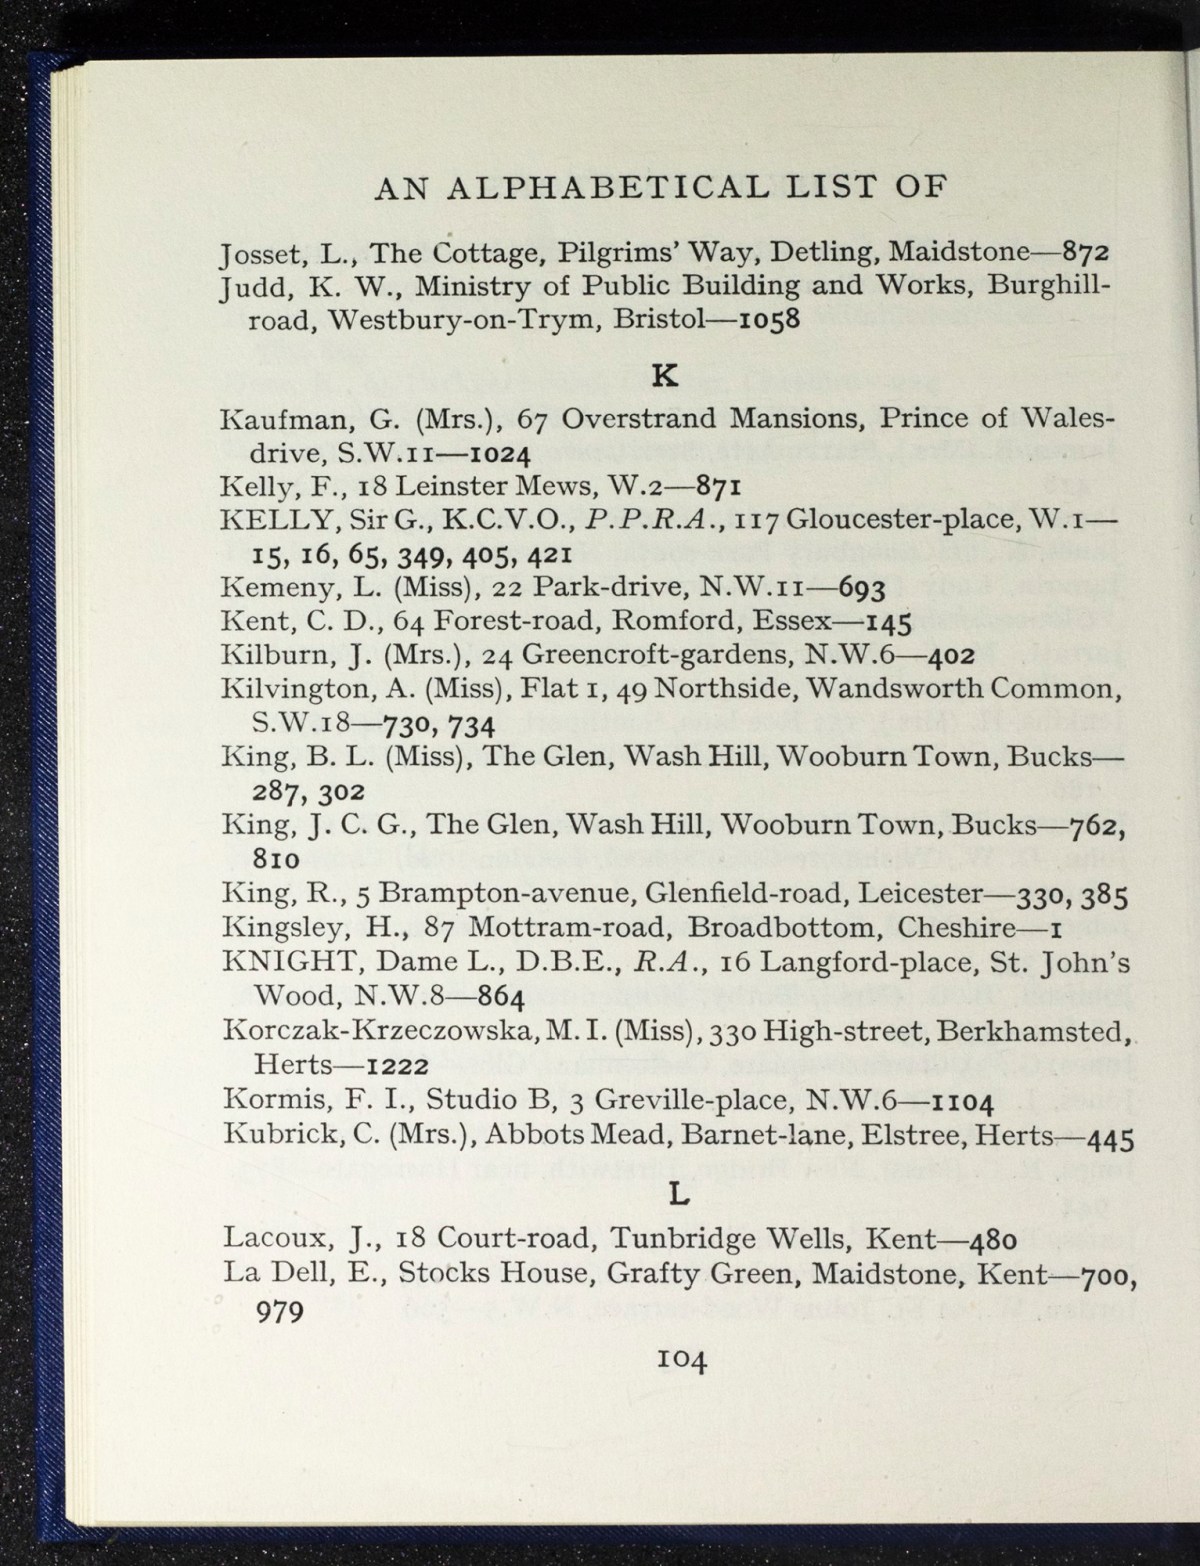 AN ALPHABETICAL LIST OF
Josset, L., The Cottage, Pilgrims' Way, Detling, Maidstone—872
Judd, K. W., Ministry of Public Building and Works, Burghill-
road, Westbury-on-Trym, Bristol—1058
K
Kaufman, G. (Mrs.), 67 Overstrand Mansions, Prince of Wales-
drive, S.W.11—1024
Kelly, F., 18 Leinster Mews, W.2—871
KELLY, Sir G., K.C.V.O., P.P.R.A., 117 Gloucester-place, W.1—
15, 16, 65, 349, 405, 421
Kemeny, L. (Miss), 22 Park-drive, N.W.11—693
Kent, C. D., 64 Forest-road, Romford, Essex—145
Kilburn, J. (Mrs.), 24 Greencroft-gardens, N.W.6—402
Kilvington, A. (Miss), Flat 1, 49 Northside, Wandsworth Common,
S.W.18—730, 734
King, B. L. (Miss), The Glen, Wash Hill, Wooburn Town, Bucks—
287, 302
King, J. C. G., The Glen, Wash Hill, Wooburn Town, Bucks—762,
810
King, R., 5 Brampton-avenue, Glenfield-road, Leicester—330, 385
Kingsley, H., 87 Mottram-road, Broadbottom, Cheshire—1
KNIGHT, Dame L., D.B.E., R.A., 16 Langford-place, St. John's
Wood, N.W.8—864
Korczak-Krzeczowska, M. I. (Miss), 330 High-street, Berkhamsted,
Herts—1222
Kormis, F. I., Studio B, 3 Greville-place, N.W.6—1104
Kubrick, C. (Mrs.), Abbots Mead, Barnet-lane, Elstree, Herts—445
L
Lacoux, J., 18 Court-road, Tunbridge Wells, Kent—480
La Dell, E., Stocks House, Grafty Green, Maidstone, Kent—700,
979
104